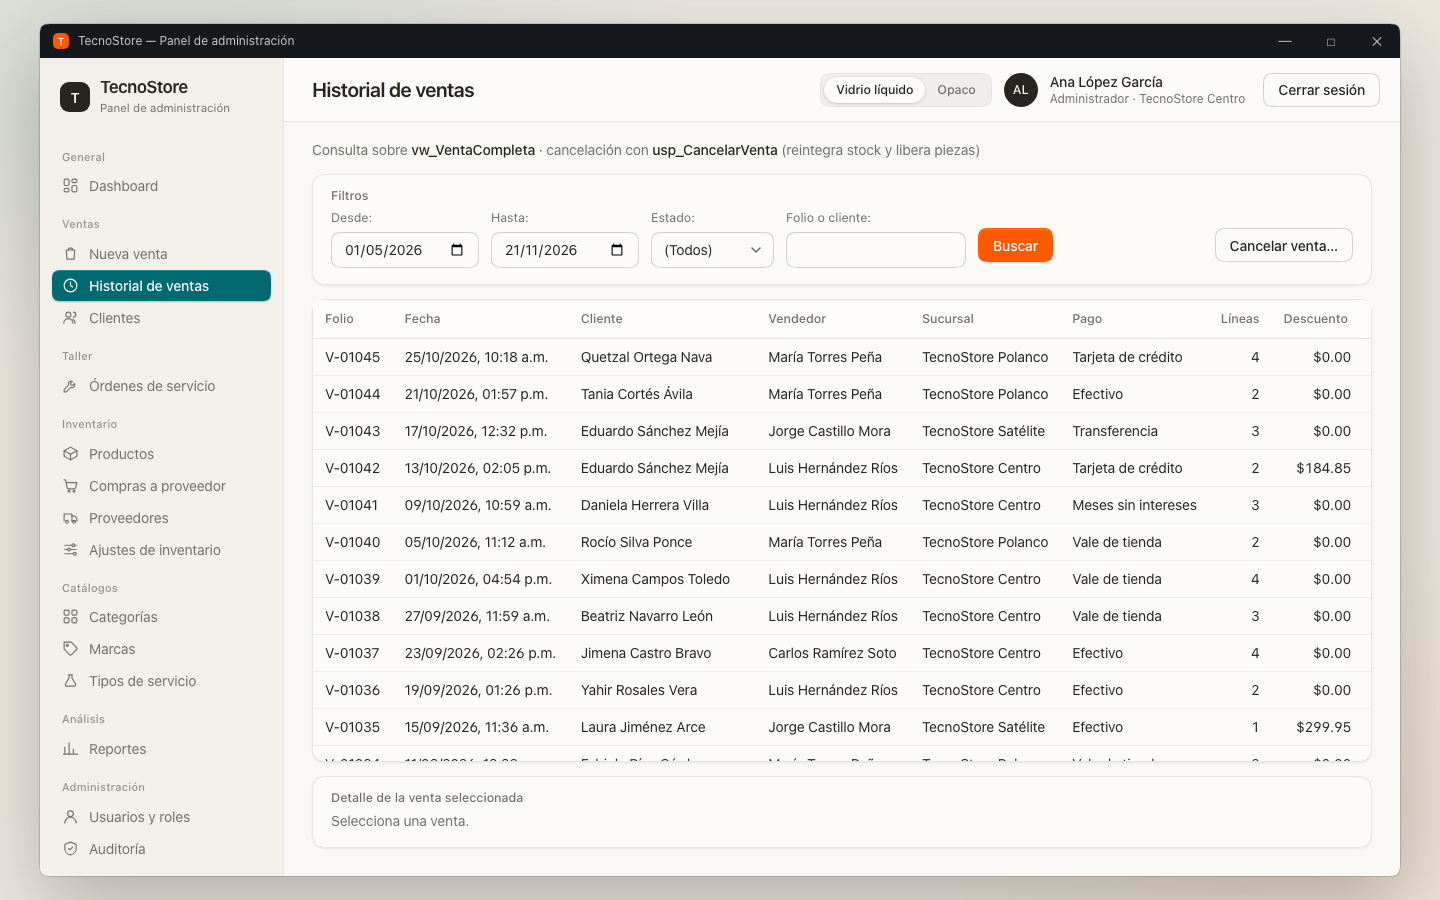 T TecnoStore — Panel de administración
T TecnoStore
Panel de administración
General
Dashboard
Ventas
Nueva venta
Historial de ventas
Clientes
Taller
Órdenes de servicio
Inventario
Productos
Compras a proveedor
Proveedores
Ajustes de inventario
Catálogos
Categorías
Marcas
Tipos de servicio
Análisis
Reportes
Administración
Usuarios y roles
Auditoría
Historial de ventas
Vidrio líquido Opaco
AL
Ana López García
Administrador · TecnoStore Centro
Cerrar sesión
Consulta sobre vw_VentaCompleta · cancelación con usp_CancelarVenta (reintegra stock y libera piezas)
Filtros
Desde: Hasta: Estado: Folio o cliente:
01/05/2026 21/11/2026 (Todos) Buscar Cancelar venta...
Folio Fecha Cliente Vendedor Sucursal Pago Líneas Descuento
V-01045 25/10/2026, 10:18 a.m. Quetzal Ortega Nava María Torres Peña TecnoStore Polanco Tarjeta de crédito 4 $0.00
V-01044 21/10/2026, 01:57 p.m. Tania Cortés Ávila María Torres Peña TecnoStore Polanco Efectivo 2 $0.00
V-01043 17/10/2026, 12:32 p.m. Eduardo Sánchez Mejía Jorge Castillo Mora TecnoStore Satélite Transferencia 3 $0.00
V-01042 13/10/2026, 02:05 p.m. Eduardo Sánchez Mejía Luis Hernández Ríos TecnoStore Centro Tarjeta de crédito 2 $184.85
V-01041 09/10/2026, 10:59 a.m. Daniela Herrera Villa Luis Hernández Ríos TecnoStore Centro Meses sin intereses 3 $0.00
V-01040 05/10/2026, 11:12 a.m. Rocío Silva Ponce María Torres Peña TecnoStore Polanco Vale de tienda 2 $0.00
V-01039 01/10/2026, 04:54 p.m. Ximena Campos Toledo Luis Hernández Ríos TecnoStore Centro Vale de tienda 4 $0.00
V-01038 27/09/2026, 11:59 a.m. Beatriz Navarro León Luis Hernández Ríos TecnoStore Centro Vale de tienda 3 $0.00
V-01037 23/09/2026, 02:26 p.m. Jimena Castro Bravo Carlos Ramírez Soto TecnoStore Centro Efectivo 4 $0.00
V-01036 19/09/2026, 01:26 p.m. Yahir Rosales Vera Luis Hernández Ríos TecnoStore Centro Efectivo 2 $0.00
V-01035 15/09/2026, 11:36 a.m. Laura Jiménez Arce Jorge Castillo Mora TecnoStore Satélite Efectivo 1 $299.95
Detalle de la venta seleccionada
Selecciona una venta.